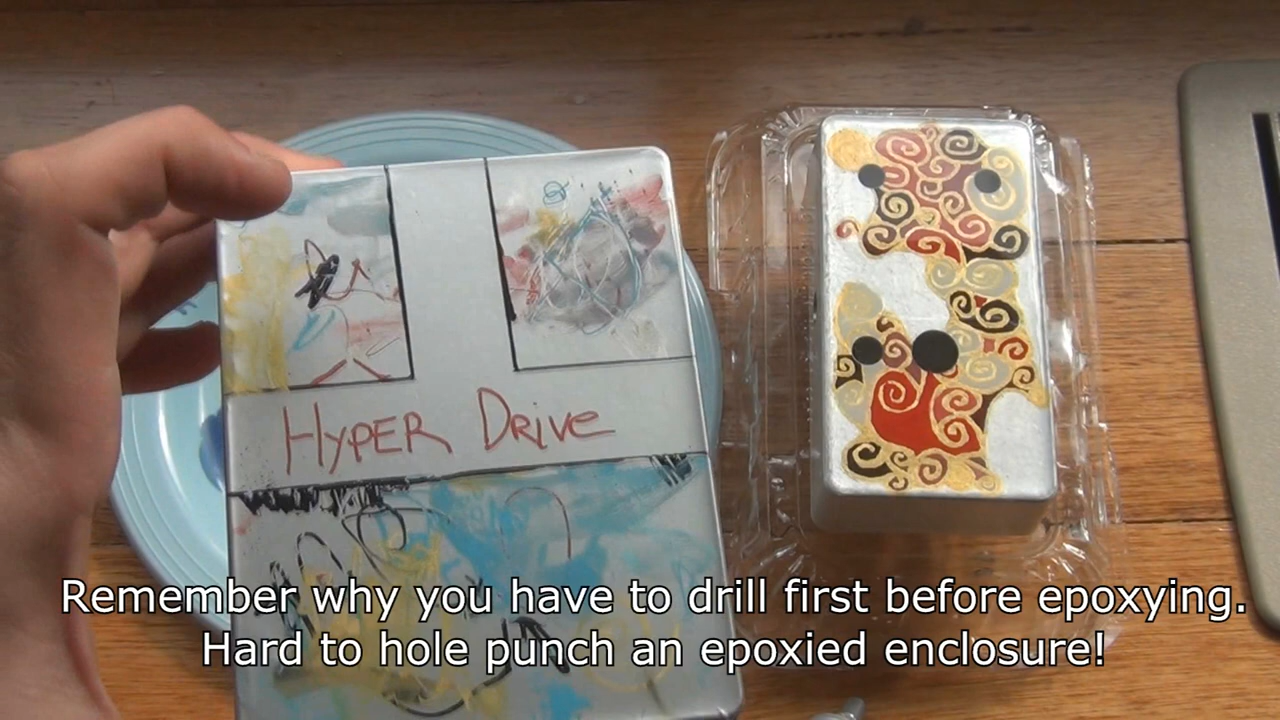 HYPER DRivE
Remember why you have to drill first before epoxying.
Hard to hole punch an epoxied enclosure!